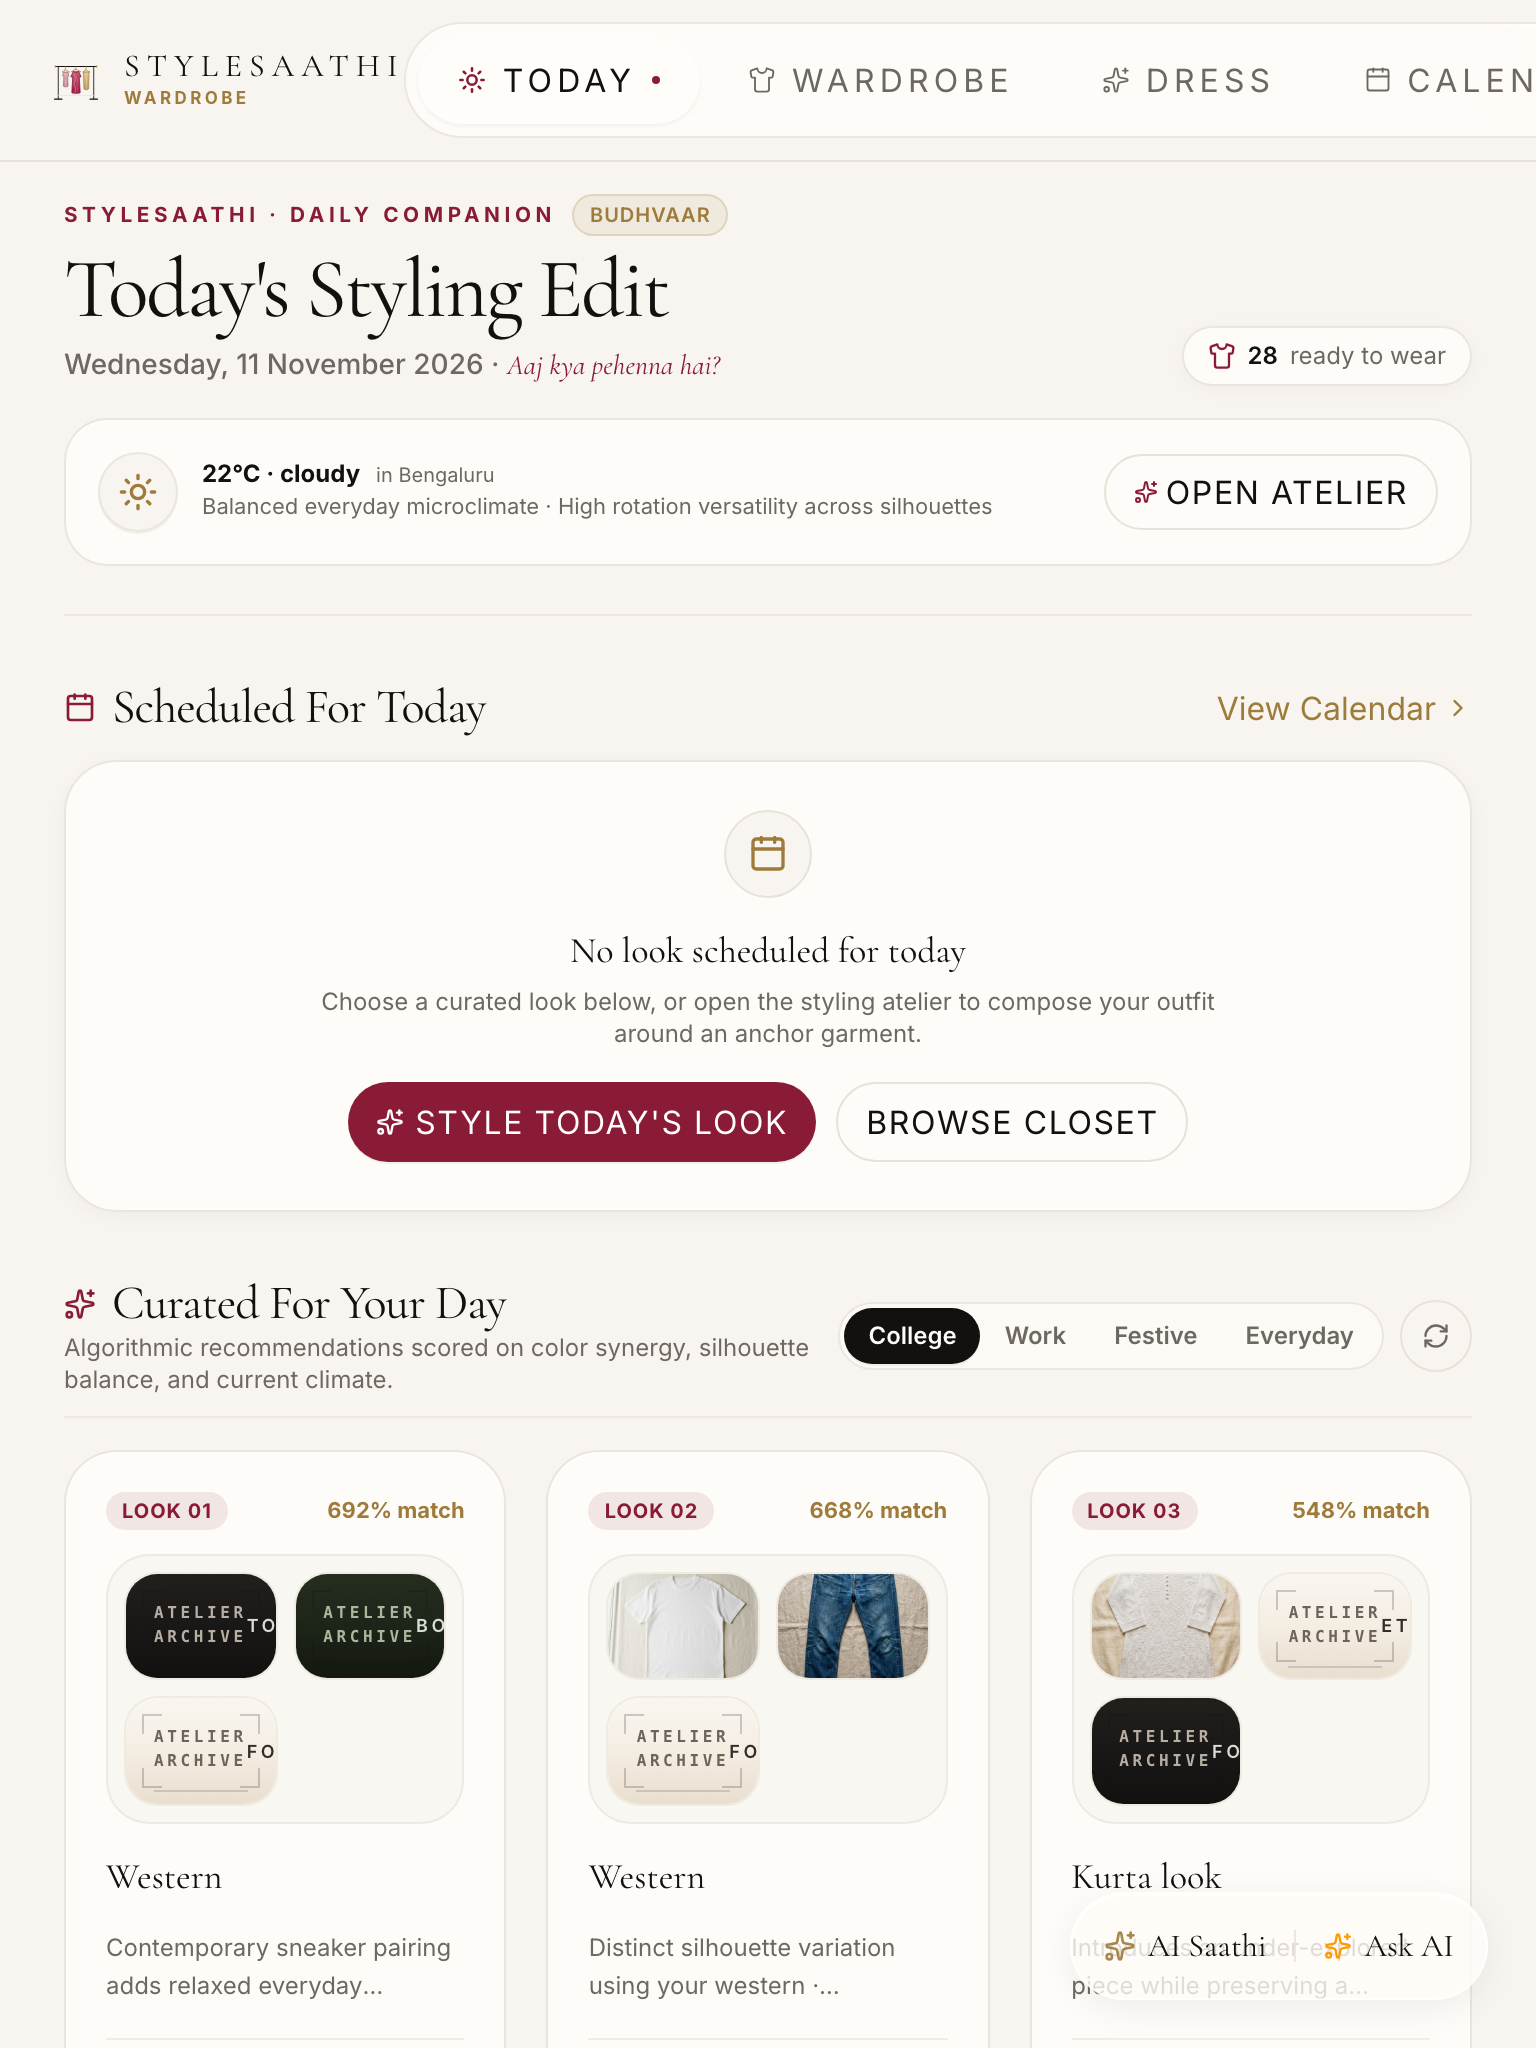 STYLESAATHI
WARDROBE
TODAY
WARDROBE
DRESS
CALEN
STYLESAATHI · DAILY COMPANION
BUDHVAAR
Today's Styling Edit
Wednesday, 11 November 2026 · Aaj kya pehenna hai?
28 ready to wear
22°C · cloudy in Bengaluru
Balanced everyday microclimate · High rotation versatility across silhouettes
OPEN ATELIER
Scheduled For Today
View Calendar
No look scheduled for today
Choose a curated look below, or open the styling atelier to compose your outfit
around an anchor garment.
STYLE TODAY'S LOOK
BROWSE CLOSET
Curated For Your Day
Algorithmic recommendations scored on color synergy, silhouette
balance, and current climate.
College
Work
Festive
Everyday
LOOK 01
692% match
ATELIER
ARCHIVE
TO
ATELIER
ARCHIVE
BO
ATELIER
ARCHIVE
FO
Western
Contemporary sneaker pairing
adds relaxed everyday...
LOOK 02
668% match
ATELIER
ARCHIVE
FO
Western
Distinct silhouette variation
using your western ·...
LOOK 03
548% match
ATELIER
ARCHIVE
ET
ATELIER
ARCHIVE
FO
Kurta look
piece while preserving a...
AI Saathi
Ask AI